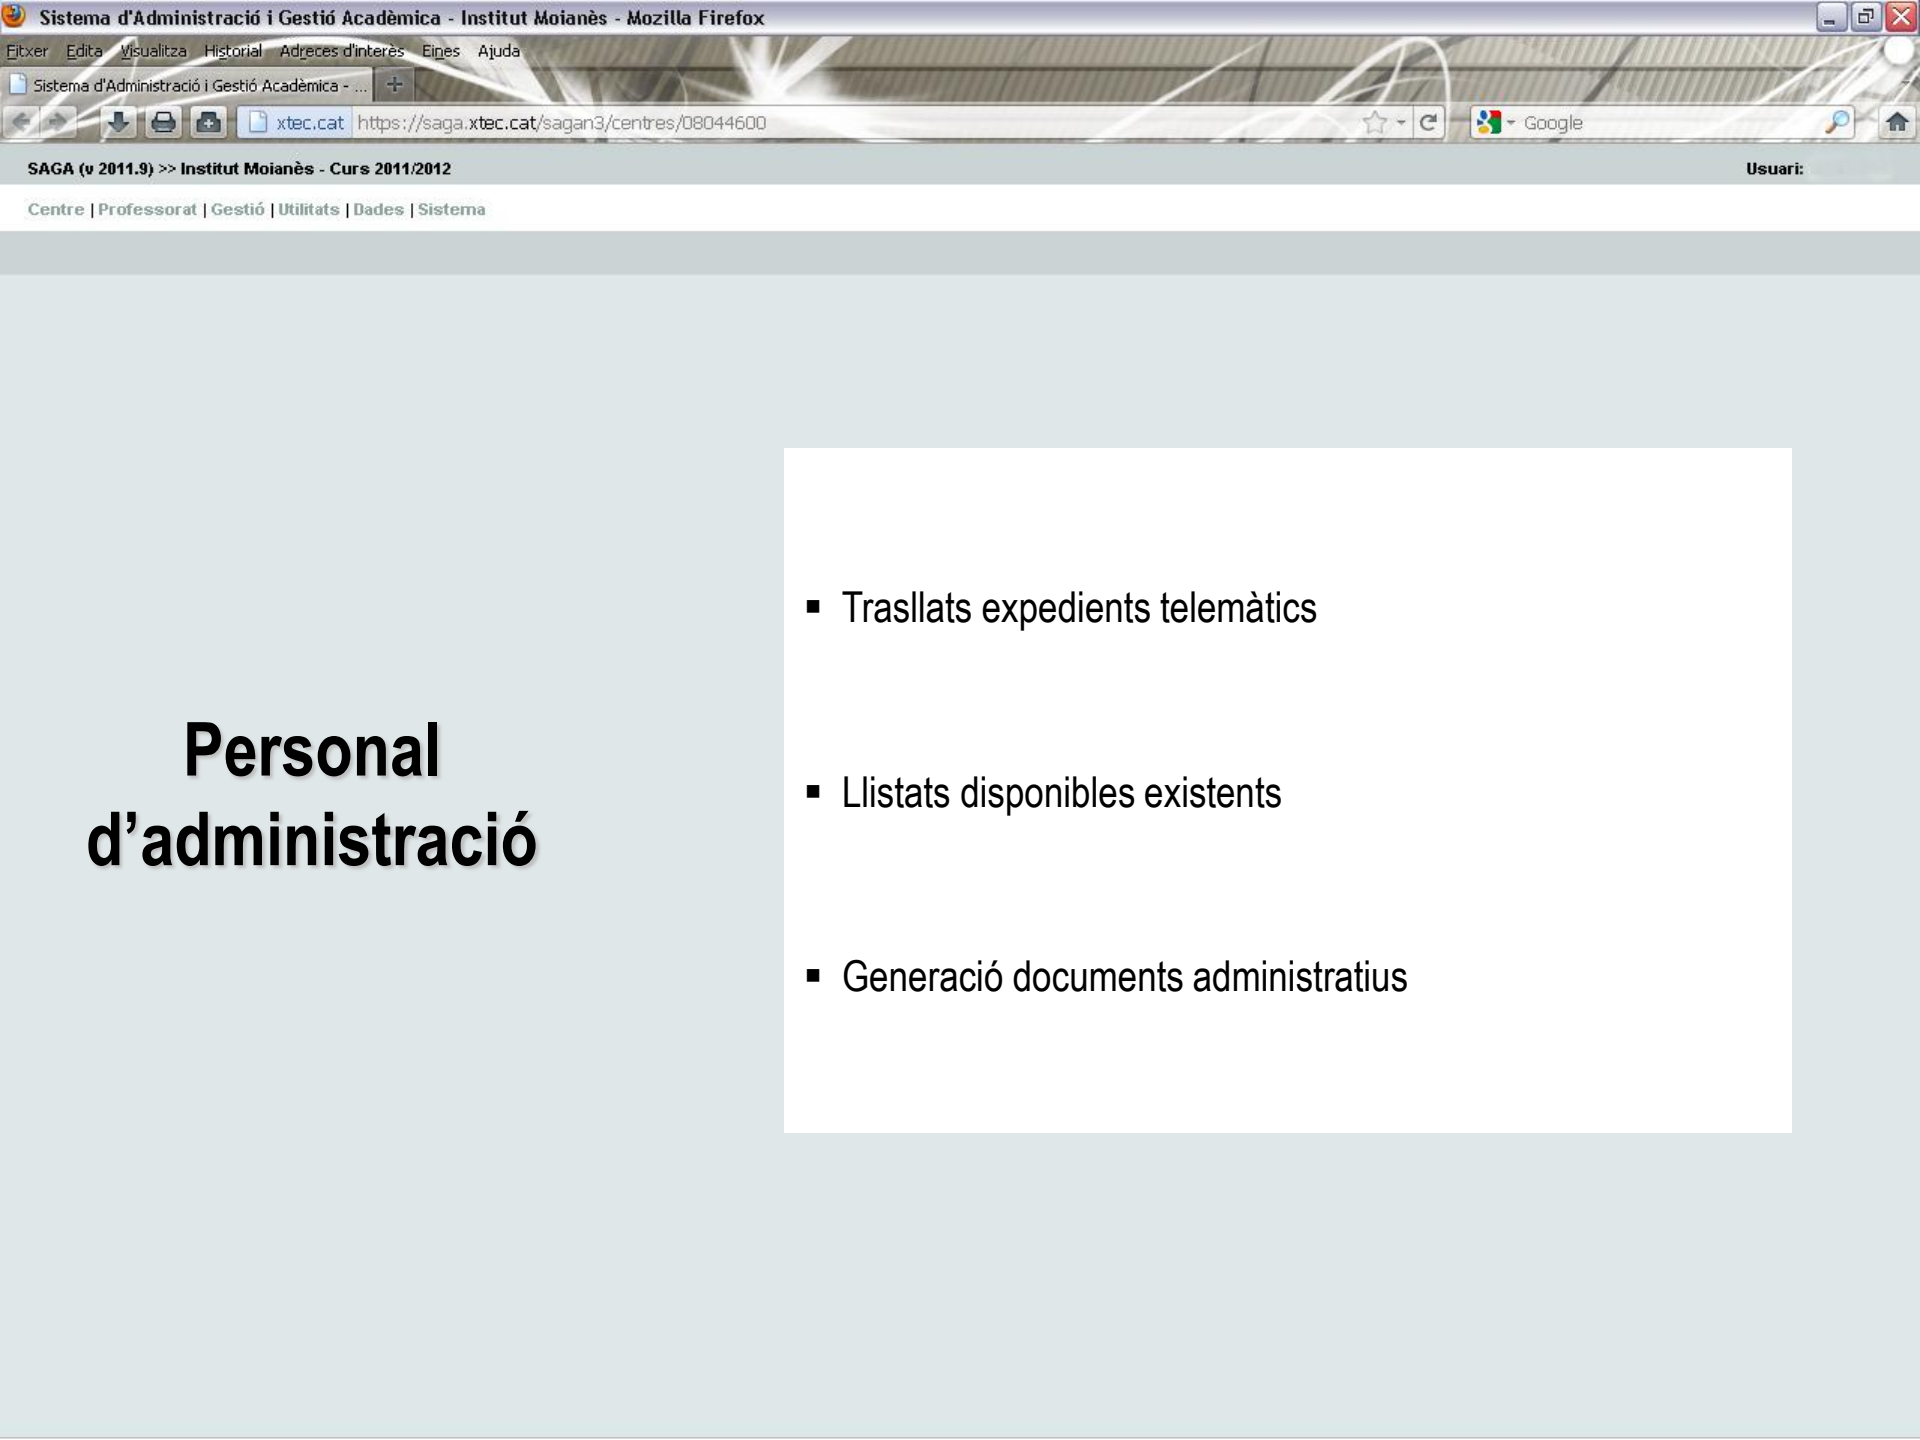 Sistema d'Administració i Gestió Acadèmica - Institut Moianès - Mozilla Firefox
Fitxer Edita Visualitza Historial Adreces d'interès Eines Ajuda
Sistema d'Administració i Gestió Acadèmica - ...
xtec.cat https://saga.xtec.cat/sagan3/centres/08044600 Google
SAGA (v 2011.9) >> Institut Moianès - Curs 2011/2012 Usuari:
Centre | Professorat | Gestió | Utilitats | Dades | Sistema
Personal
d’administració
▪ Trasllats expedients telemàtics
▪ Llistats disponibles existents
▪ Generació documents administratius